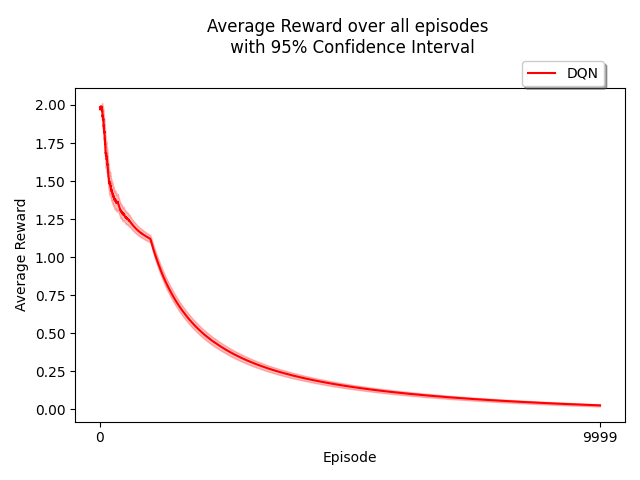 Average Reward over all episodes
with 95% Confidence Interval
DQN
2.00
1.75
1.50
1.25
1.00
0.75
0.50
0.25
0.00
Average Reward
0
9999
Episode